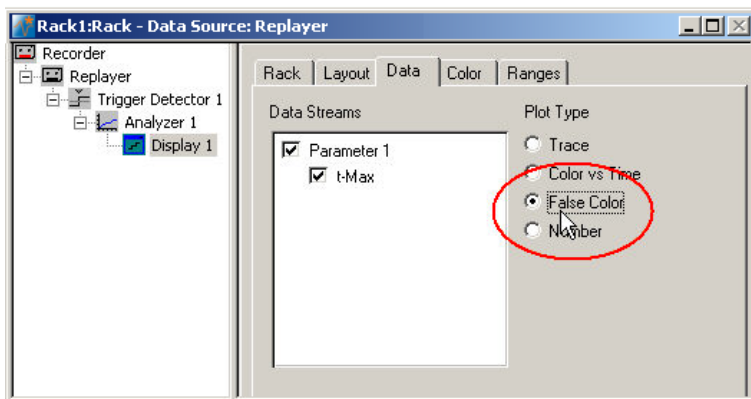 Rack1:Rack - Data Source: Replayer
Recorder
Replayer
Trigger Detector 1
Analyzer 1
Display 1
Rack
Layout
Data
Color
Ranges
Data Streams
Parameter 1
t-Max
Plot Type
Trace
Color vs Time
False Color
Number